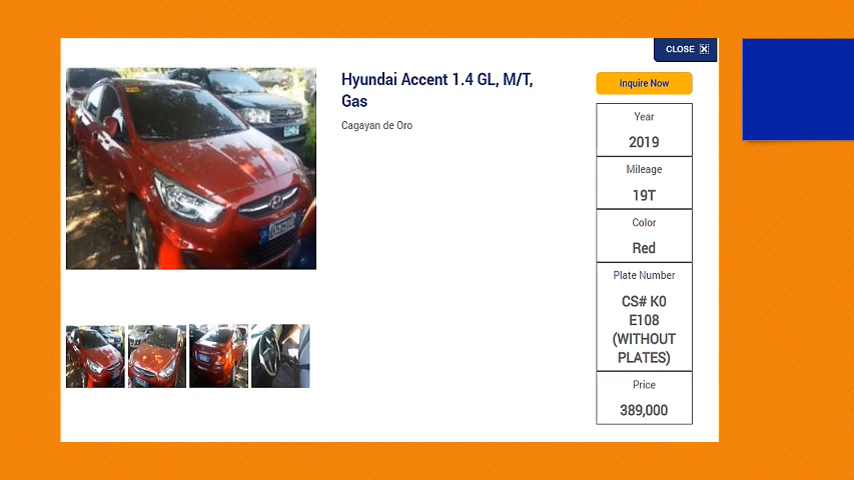 CLOSE
Hyundai Accent 1.4 GL, M/T,
Gas
Cagayan de Oro
Inquire Now
Year
2019
Mileage
19T
Color
Red
Plate Number
CS# K0
E108
(WITHOUT
PLATES)
Price
389,000